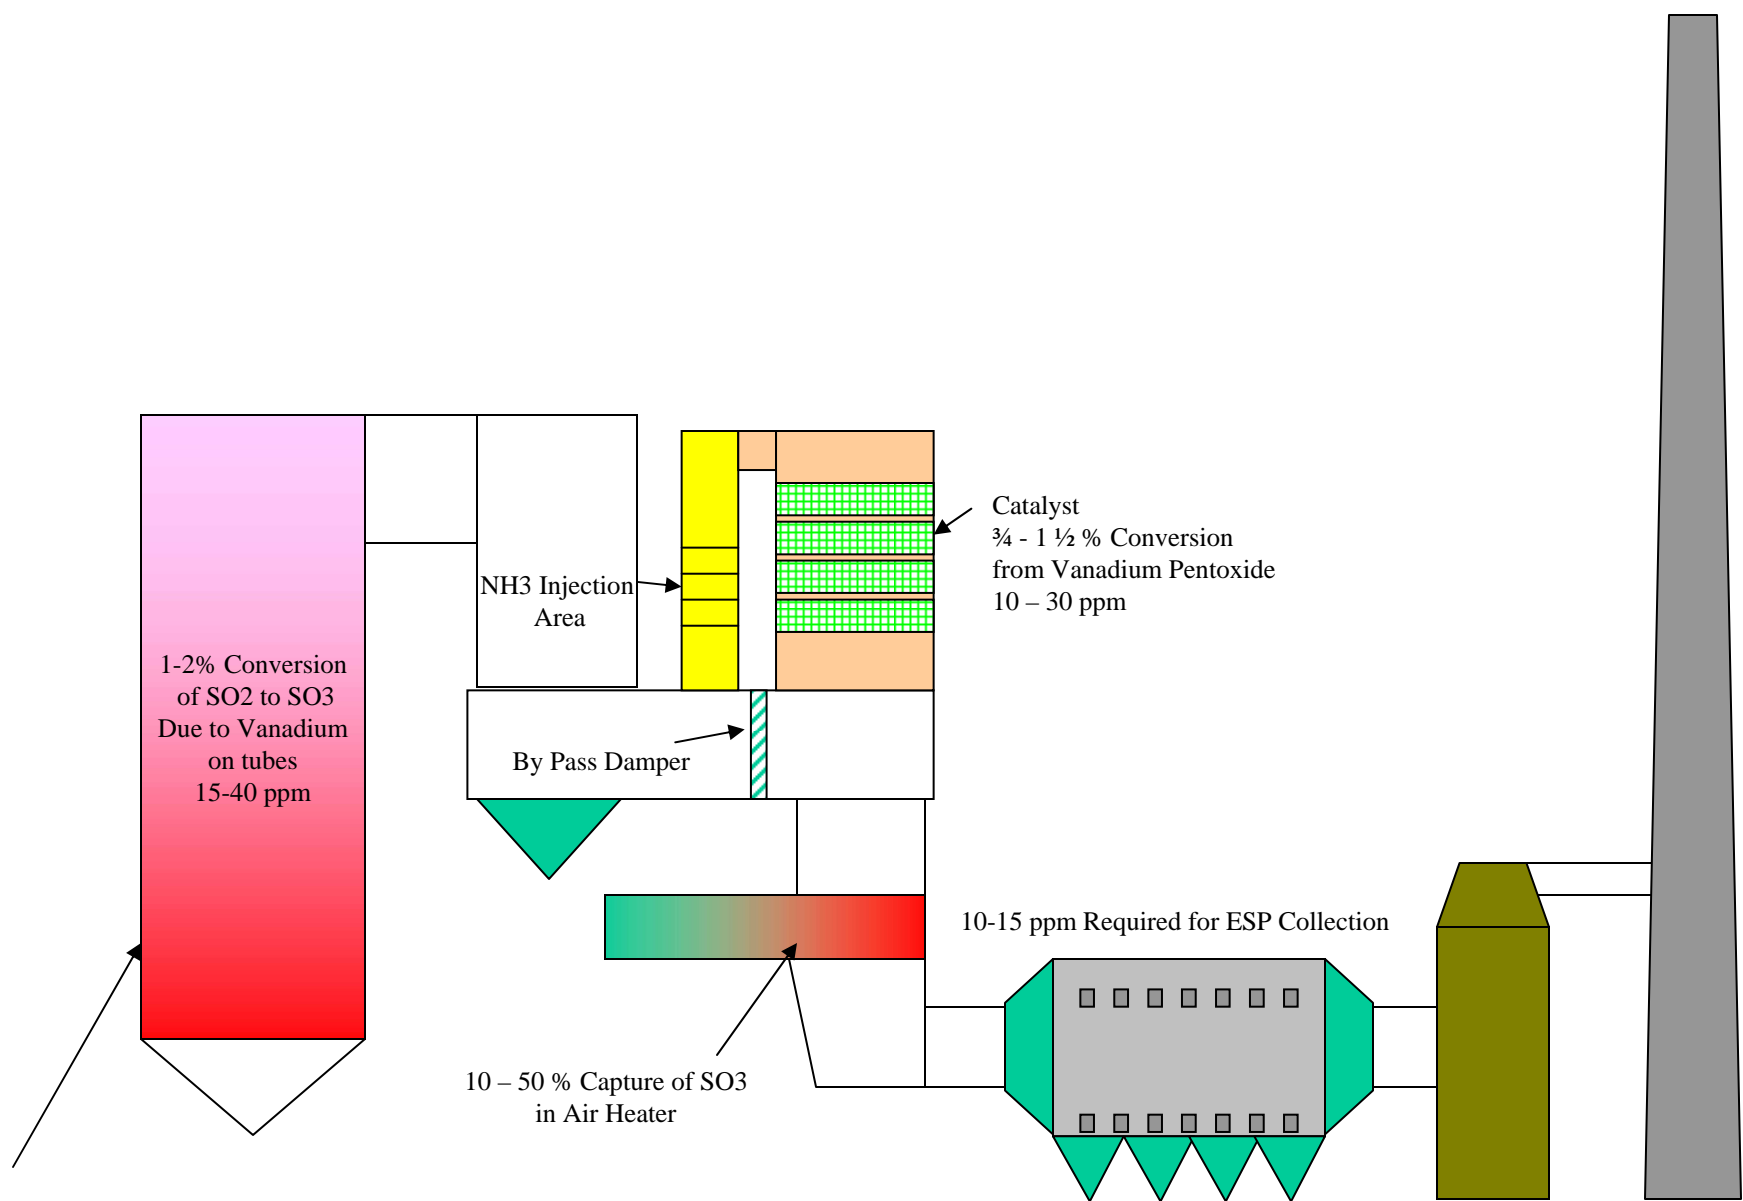 1-2% Conversion
of SO2 to SO3
Due to Vanadium
on tubes
15-40 ppm
NH3 Injection
Area
By Pass Damper
Catalyst
¾ - 1 ½ % Conversion
from Vanadium Pentoxide
10 – 30 ppm
10-15 ppm Required for ESP Collection
10 – 50 % Capture of SO3
in Air Heater